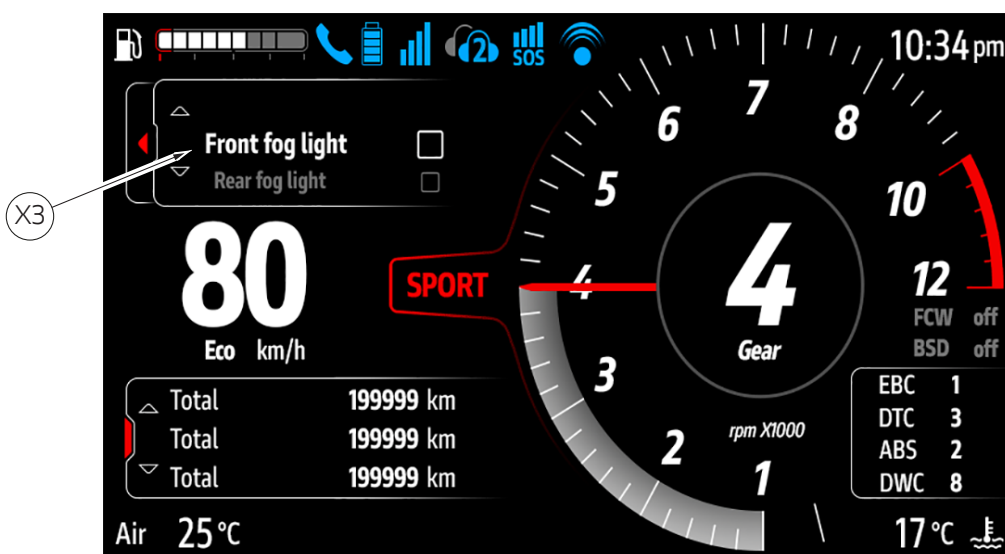 2
SOS
10:34 pm
X3
Front fog light
Rear fog light
80
Eco km/h
SPORT
1
2
3
4
5
6
7
8
10
12
rpm X1000
4
Gear
FCW off
BSD off
Total 199999 km
Total 199999 km
Total 199999 km
EBC 1
DTC 3
ABS 2
DWC 8
Air 25 °C
17 °C